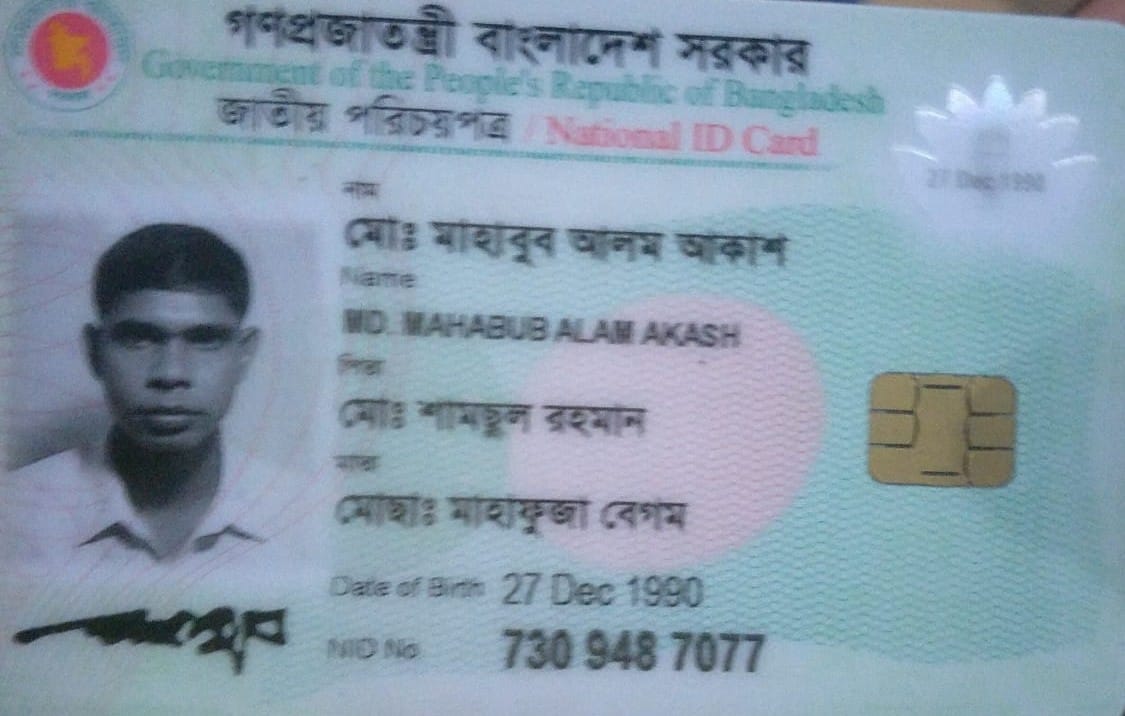 গণপ্রজাতন্ত্রী বাংলাদেশ সরকার
Government of the People's Republic of Bangladesh
জাতীয় পরিচয়পত্র / National ID Card
27 Dec 1990
নাম
মোঃ মাহাবুব আলম আকাশ
Name
MD. MAHABUB ALAM AKASH
পিতা
মোঃ শামছুল রহমান
মাতা
মোছাঃ মাহাফুজা বেগম
Date of Birth 27 Dec 1990
NID No 730 948 7077